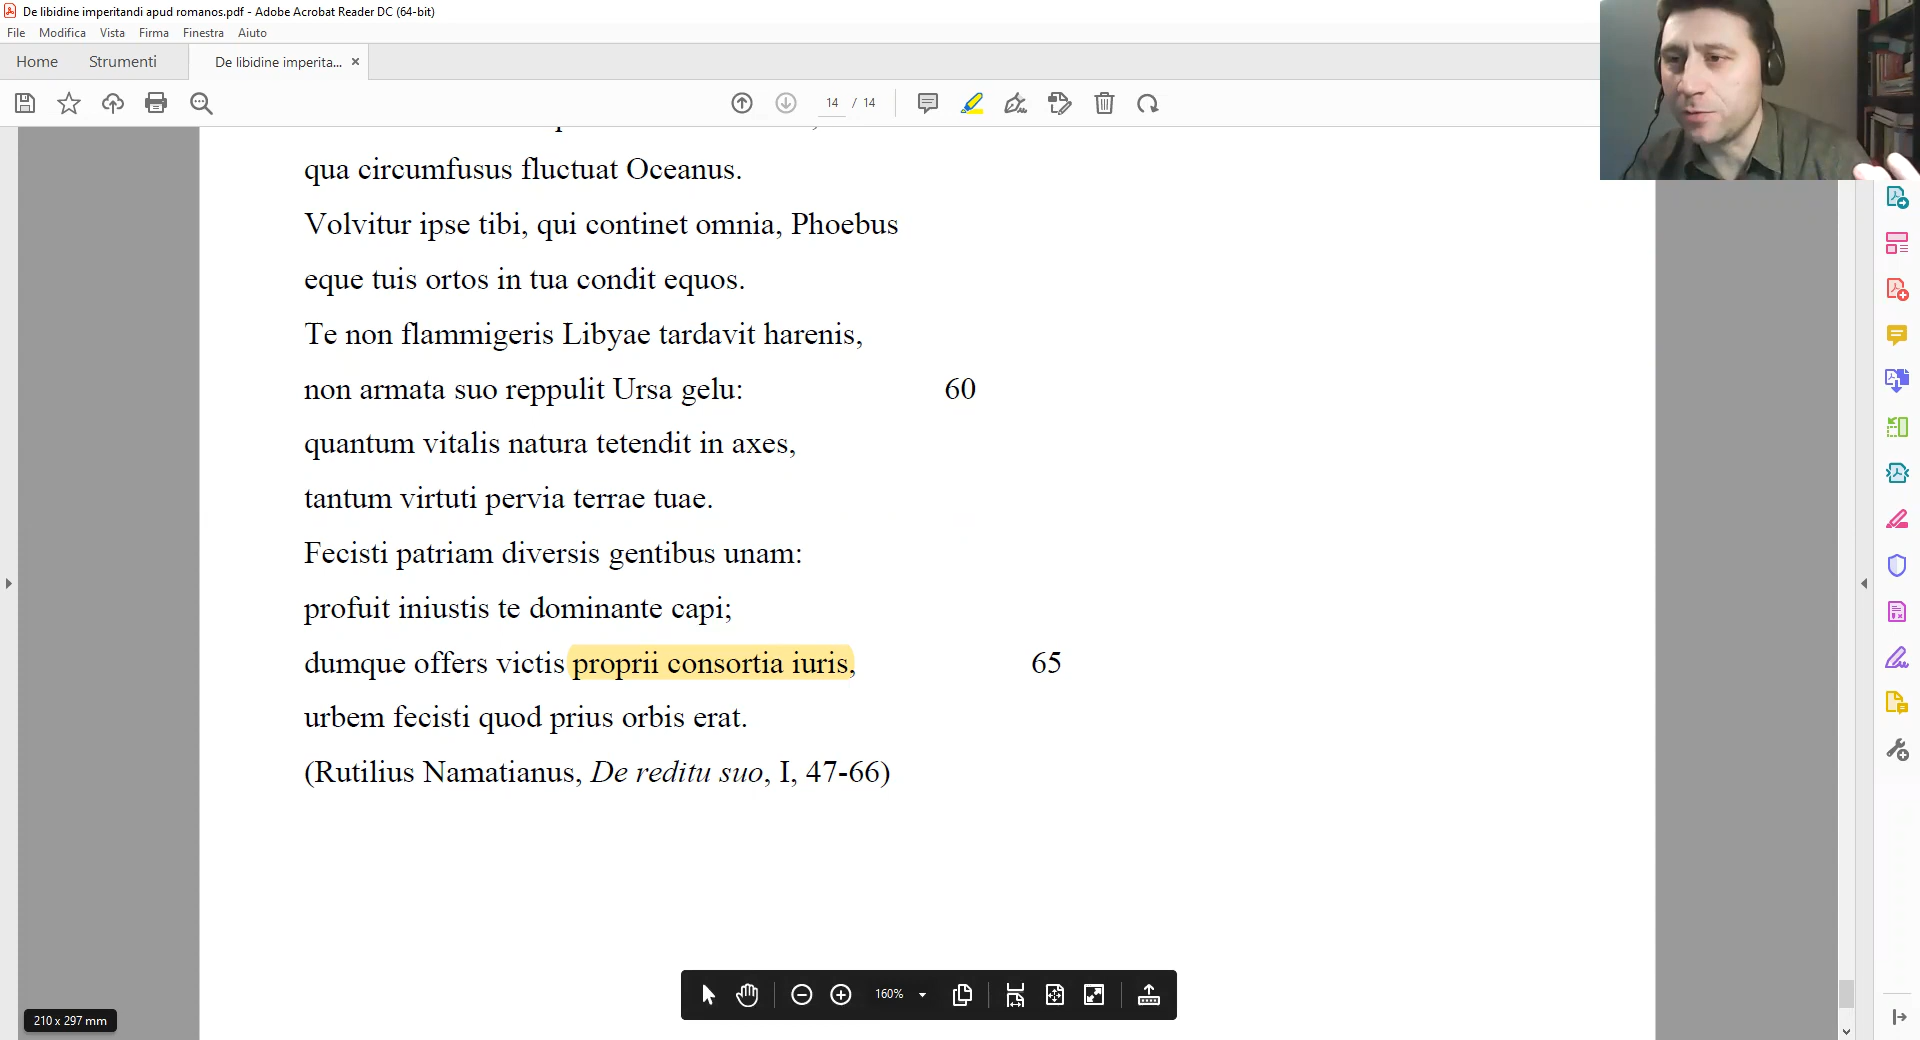 De libidine imperitandi apud romanos.pdf - Adobe Acrobat Reader DC (64-bit)
File Modifica Vista Firma Finestra Aiuto
Home Strumenti De libidine imperita... ×
14 / 14
qua circumfusus fluctuat Oceanus.
Volvitur ipse tibi, qui continet omnia, Phoebus
eque tuis ortos in tua condit equos.
Te non flammigeris Libyae tardavit harenis,
non armata suo reppulit Ursa gelu: 60
quantum vitalis natura tetendit in axes,
tantum virtuti pervia terrae tuae.
Fecisti patriam diversis gentibus unam:
profuit iniustis te dominante capi;
dumque offers victis proprii consortia iuris, 65
urbem fecisti quod prius orbis erat.
(Rutilius Namatianus, De reditu suo, I, 47-66)
160%
210 x 297 mm